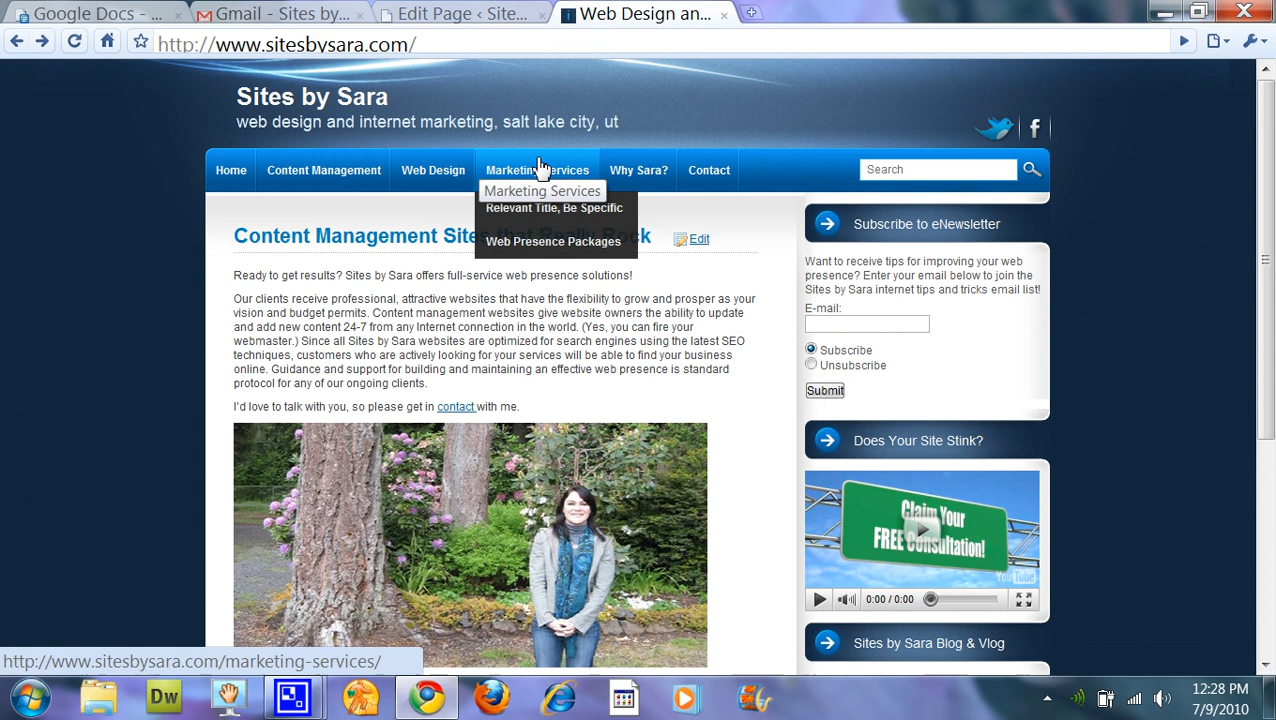 Google Docs - ...
Gmail - Sites by...
Edit Page ‹ Site...
Web Design an...
http://www.sitesbysara.com/
Sites by Sara
web design and internet marketing, salt lake city, ut
Home
Content Management
Web Design
Marketing Services
Why Sara?
Contact
Search
Marketing Services
Relevant Title, Be Specific
Web Presence Packages
Content Management Sites that Really Rock
Edit
Ready to get results? Sites by Sara offers full-service web presence solutions!
Our clients receive professional, attractive websites that have the flexibility to grow and prosper as your
vision and budget permits. Content management websites give website owners the ability to update
and add new content 24-7 from any Internet connection in the world. (Yes, you can fire your
webmaster.) Since all Sites by Sara websites are optimized for search engines using the latest SEO
techniques, customers who are actively looking for your services will be able to find your business
online. Guidance and support for building and maintaining an effective web presence is standard
protocol for any of our ongoing clients.
I'd love to talk with you, so please get in contact with me.
Subscribe to eNewsletter
Want to receive tips for improving your web
presence? Enter your email below to join the
Sites by Sara internet tips and tricks email list!
E-mail:
Subscribe
Unsubscribe
Submit
Does Your Site Stink?
Claim Your
FREE Consultation!
YouTube
0:00 / 0:00
Sites by Sara Blog & Vlog
http://www.sitesbysara.com/marketing-services/
Dw
12:28 PM
7/9/2010